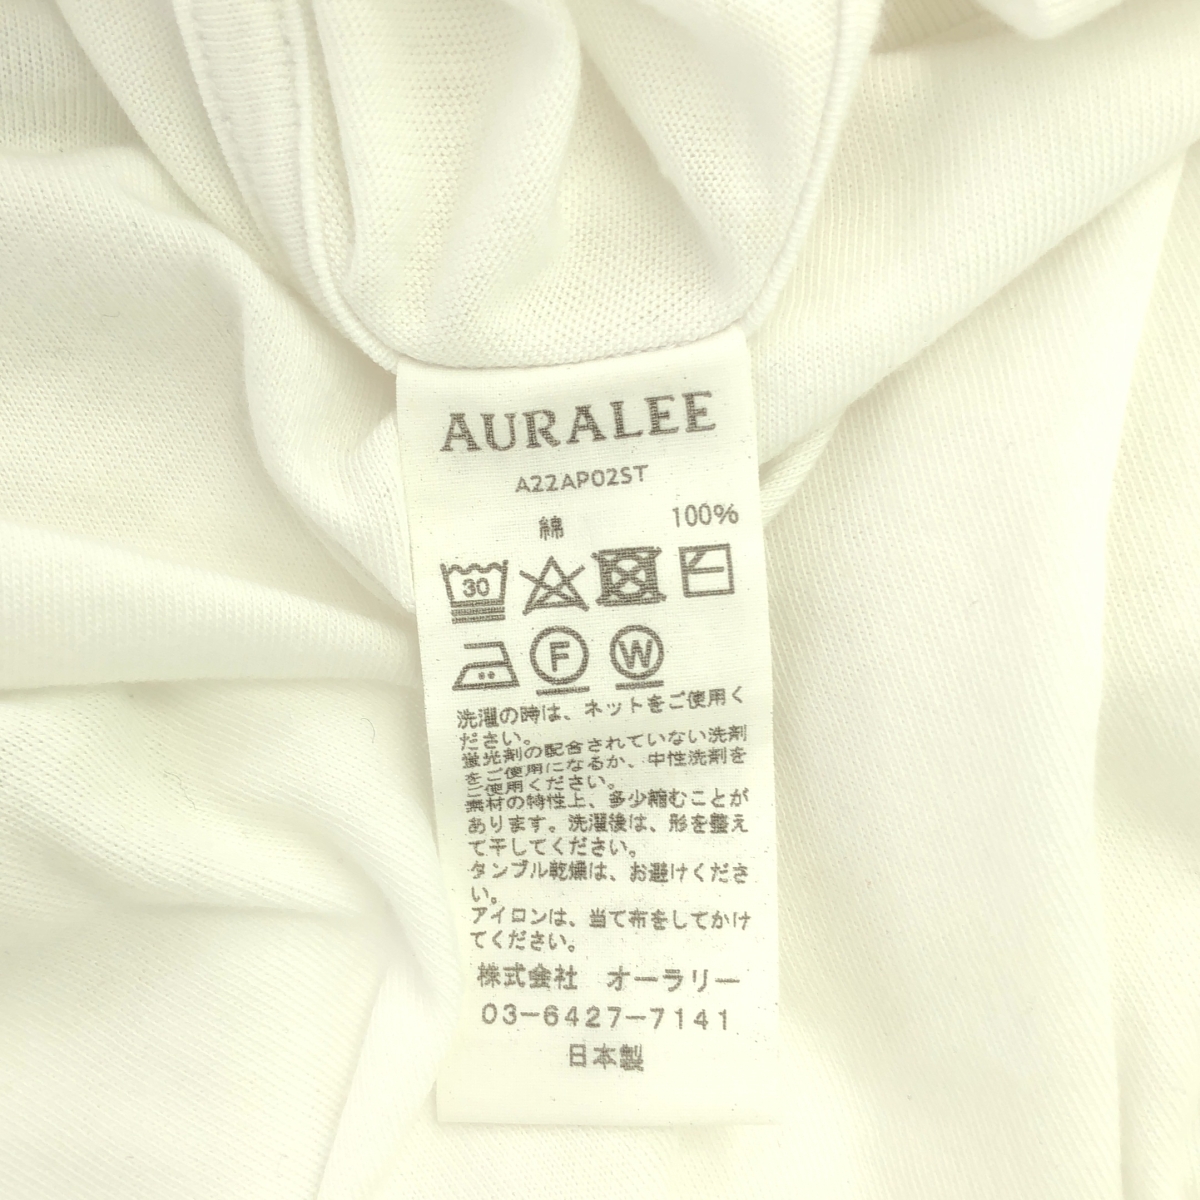 AURALEE
A22AP02ST
綿 100%
30
F W
洗濯の時は、ネットをご使用く
ださい。
蛍光剤の配合されていない洗剤
をご使用になるか、中性洗剤を
ご使用ください。
素材の特性上、多少縮むことが
あります。洗濯後は、形を整え
て干してください。
タンブル乾燥は、お避けくださ
い。
アイロンは、当て布をしてかけ
てください。
株式会社 オーラリー
03-6427-7141
日本製